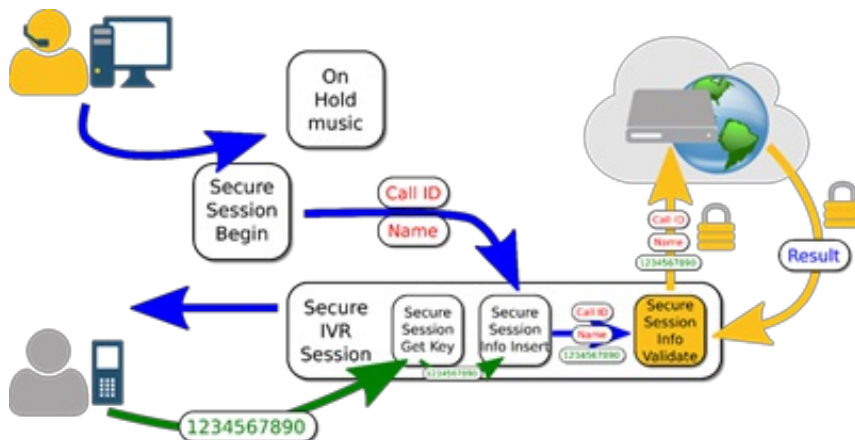 On
Hold
music
Secure
Session
Begin
Call ID
Name
Call ID
Name
1234567890
Result
Secure
IVR
Session
Secure
Session
Get Key
Secure
Session
Info Insert
Call ID
Name
1234567890
Secure
Session
Info
Validate
1234567890
1234567890